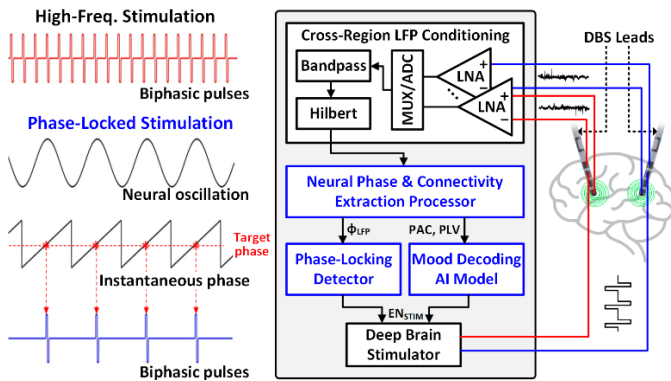 High-Freq. Stimulation
Biphasic pulses
Phase-Locked Stimulation
Neural oscillation
Target
phase
Instantaneous phase
Biphasic pulses
Cross-Region LFP Conditioning
Bandpass
Hilbert
MUX/ADC
LNA
+
-
LNA
+
-
Neural Phase & Connectivity
Extraction Processor
ΦLFP
PAC, PLV
Phase-Locking
Detector
Mood Decoding
AI Model
ENSTIM
Deep Brain
Stimulator
DBS Leads